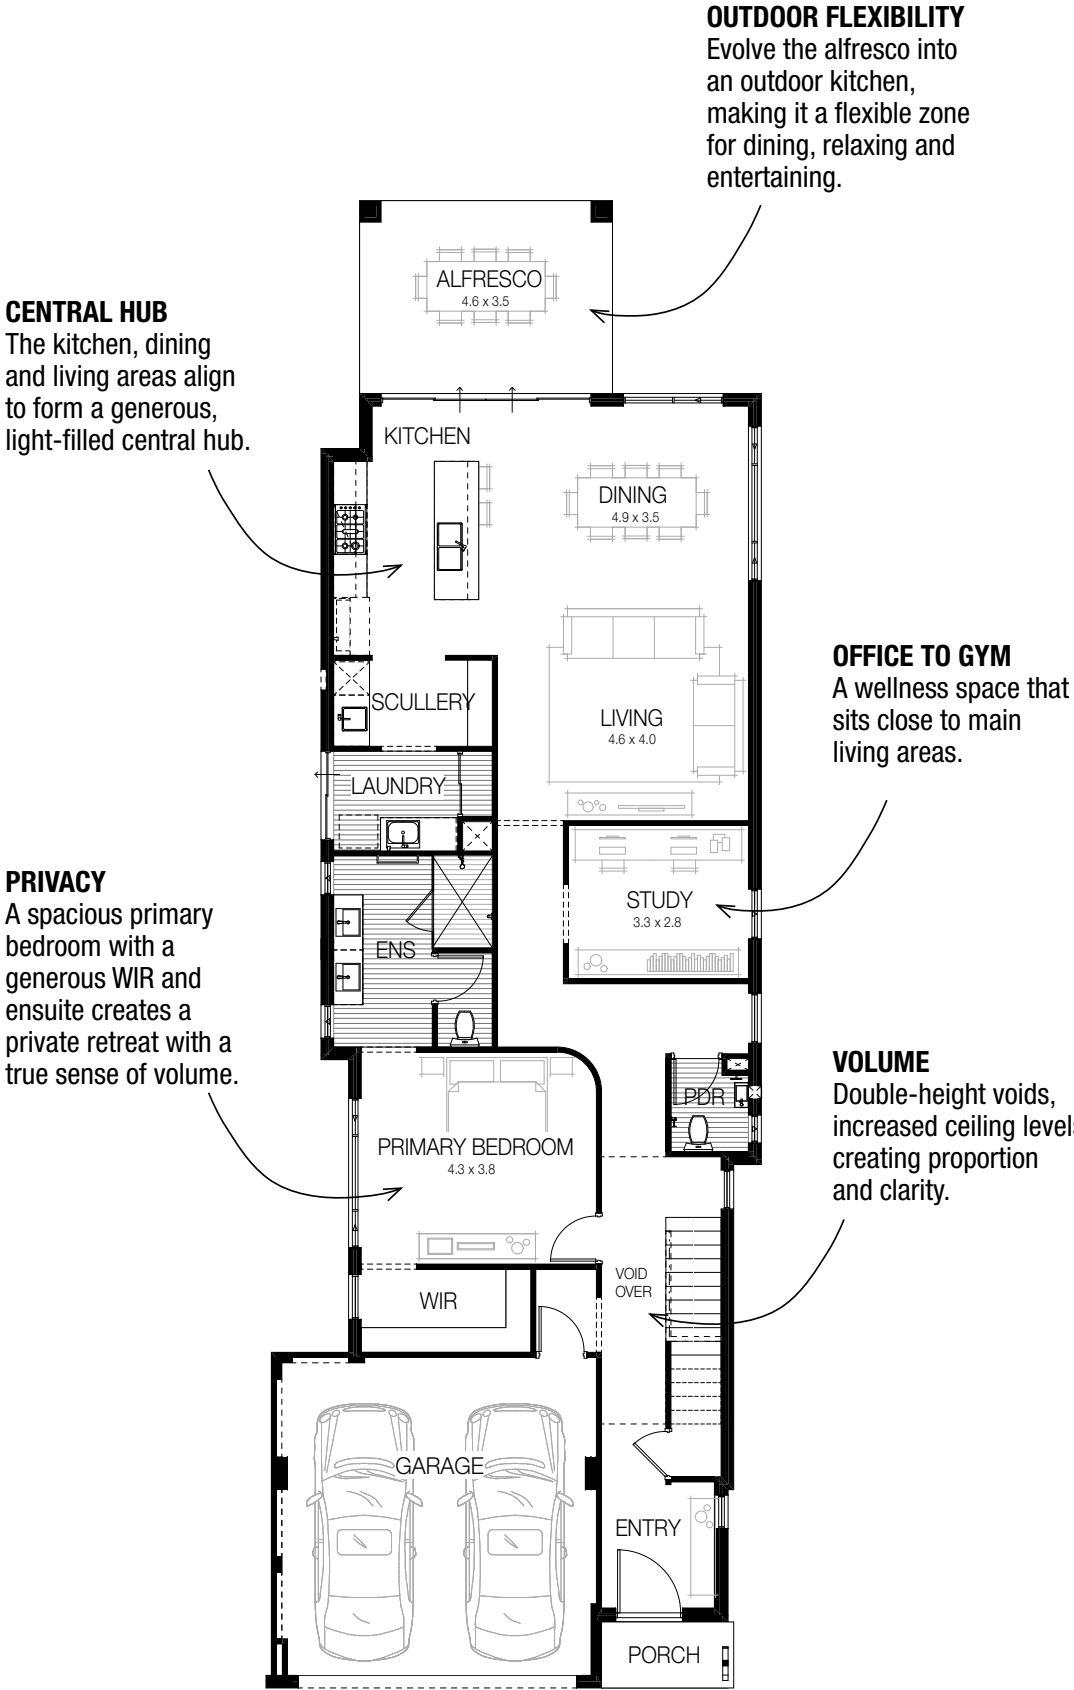 OUTDOOR FLEXIBILITY
Evolve the alfresco into
an outdoor kitchen,
making it a flexible zone
for dining, relaxing and
entertaining.
ALFRESCO
4.6 x 3.5
CENTRAL HUB
The kitchen, dining
and living areas align
to form a generous,
light-filled central hub.
KITCHEN
DINING
4.9 x 3.5
OFFICE TO GYM
A wellness space that
sits close to main
living areas.
SCULLERY
LIVING
4.6 x 4.0
LAUNDRY
PRIVACY
A spacious primary
bedroom with a
generous WIR and
ensuite creates a
private retreat with a
true sense of volume.
STUDY
3.3 x 2.8
ENS
VOLUME
Double-height voids,
increased ceiling level
creating proportion
and clarity.
PDR
PRIMARY BEDROOM
4.3 x 3.8
VOID
OVER
WIR
GARAGE
ENTRY
PORCH